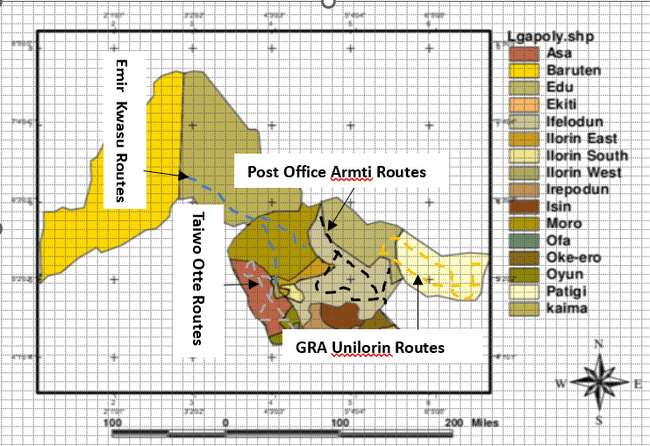 Lgapoly.shp
Asa
Baruten
Edu
Ekiti
Ifelodun
Ilorin East
Ilorin South
Ilorin West
Irepodun
Isin
Moro
Ofa
Oke-ero
Oyun
Patigi
kaima
Emir Kwasu Routes
Post Office Armti Routes
Taiwo Otte Routes
GRA Unilorin Routes
N
W
E
S
100
0
100
200 Miles